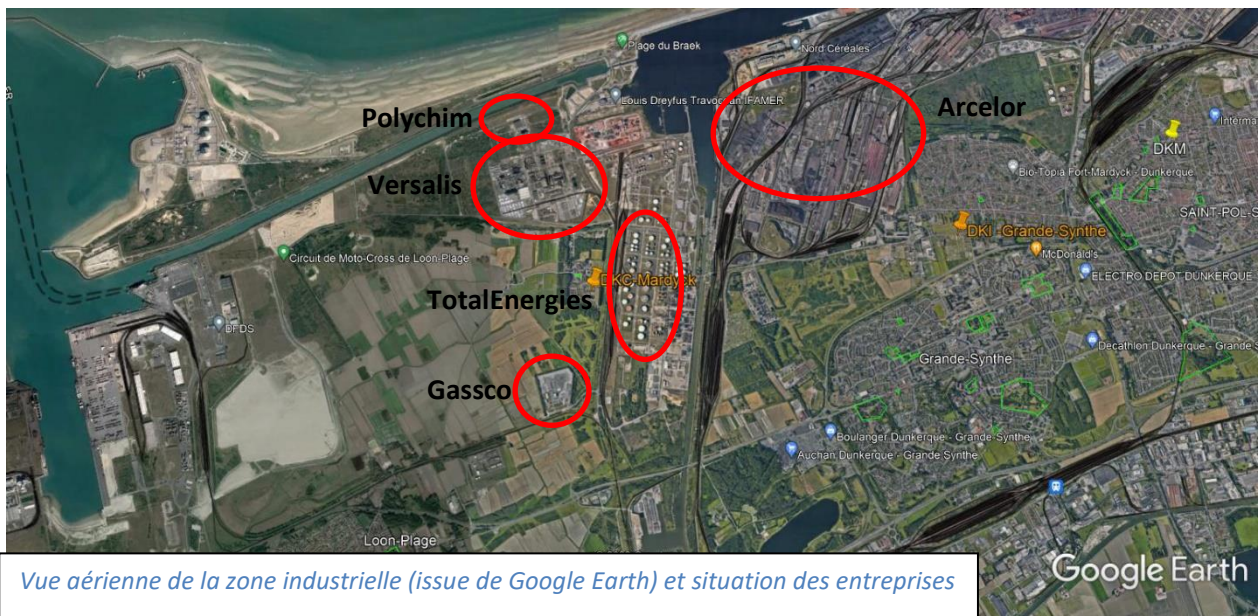 Plage du Braek
Nord Céréales
Louis Dreyfus Travocean IFAMER
Polychim
Arcelor
Interma
DKM
Bio-Topia Fort-Mardyck - Dunkerque
Versalis
SAINT-POL-
DKI -Grande-Synthe
McDonald's
Circuit de Moto-Cross de Loon-Plage
ELECTRO DEPOT DUNKERQUE
DKC-Mardyck
TotalEnergies
DFDS
Decathlon Dunkerque - Grande S
Grande-Synthe
Gassco
Boulanger Dunkerque - Grande-Synthe
Auchan Dunkerque - Grande Synthe
Loon-Plage
Google Earth
Vue aérienne de la zone industrielle (issue de Google Earth) et situation des entreprises